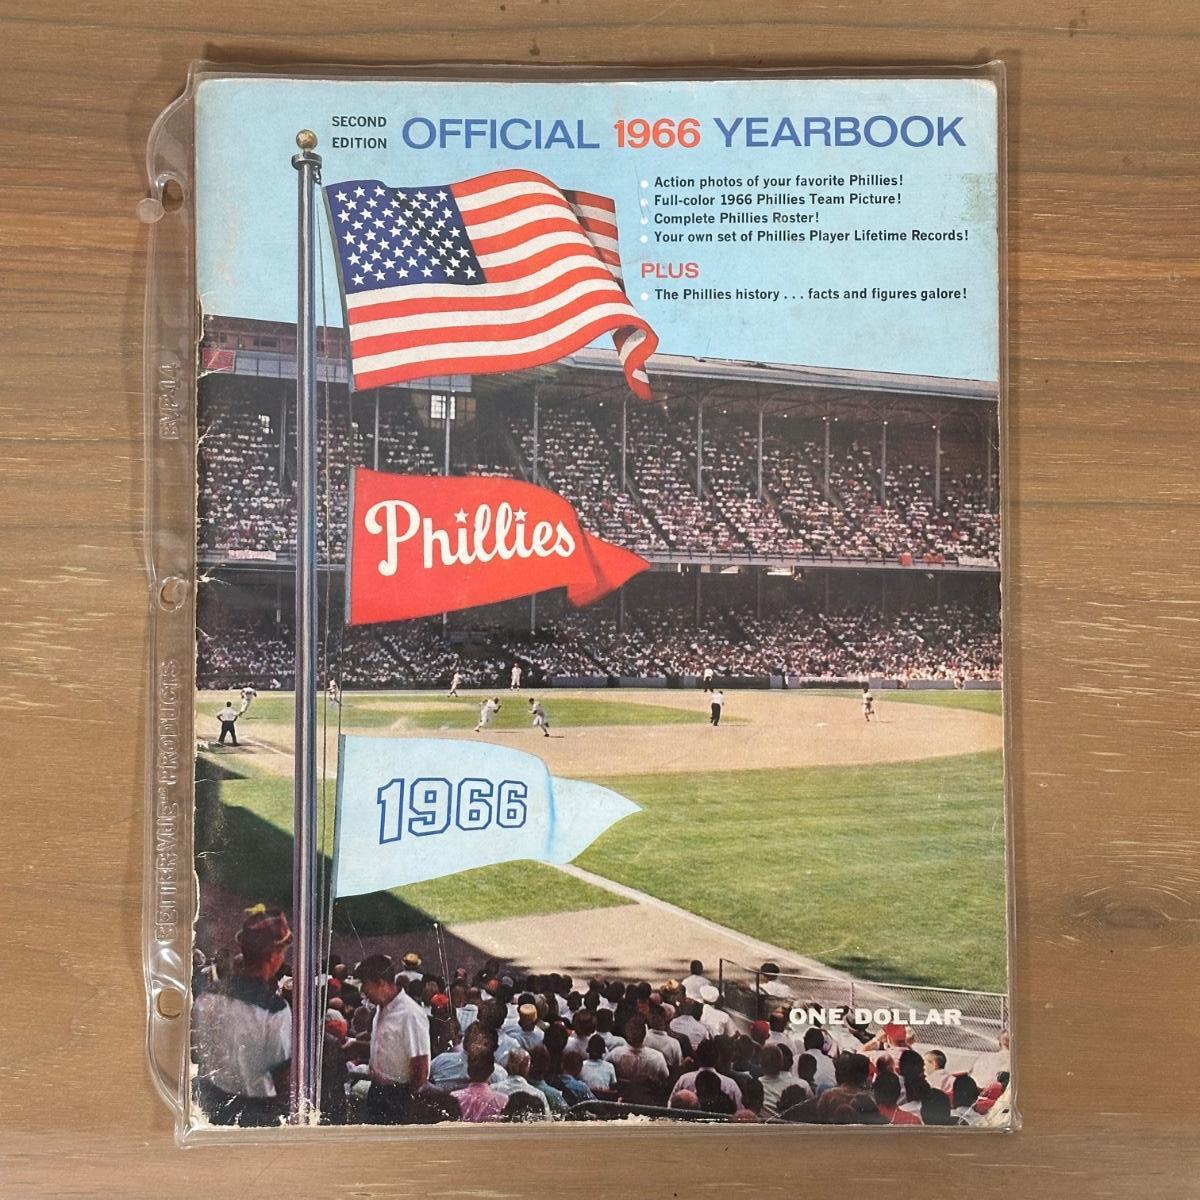 SECOND
EDITION
OFFICIAL 1966 YEARBOOK
Action photos of your favorite Phillies!
Full-color 1966 Phillies Team Picture!
Complete Phillies Roster!
Your own set of Phillies Player Lifetime Records!
PLUS
The Phillies history . . . facts and figures galore!
Phillies
1966
ONE DOLLAR